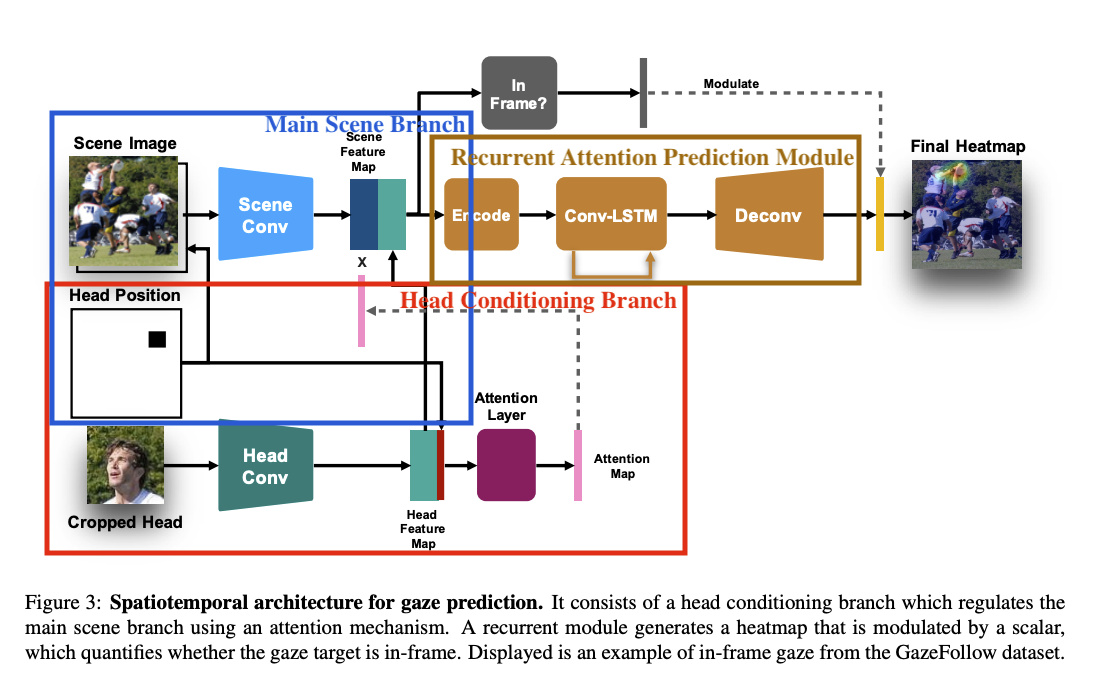 In
Frame?
Modulate
Main Scene Branch
Scene Image
Scene
Feature
Map
Recurrent Attention Prediction Module
Final Heatmap
Scene
Conv
Encode
Conv-LSTM
Deconv
x
Head Position
Head Conditioning Branch
Attention
Layer
Head
Conv
Attention
Map
Cropped Head
Head
Feature
Map
Figure 3: Spatiotemporal architecture for gaze prediction. It consists of a head conditioning branch which regulates the
main scene branch using an attention mechanism. A recurrent module generates a heatmap that is modulated by a scalar,
which quantifies whether the gaze target is in-frame. Displayed is an example of in-frame gaze from the GazeFollow dataset.